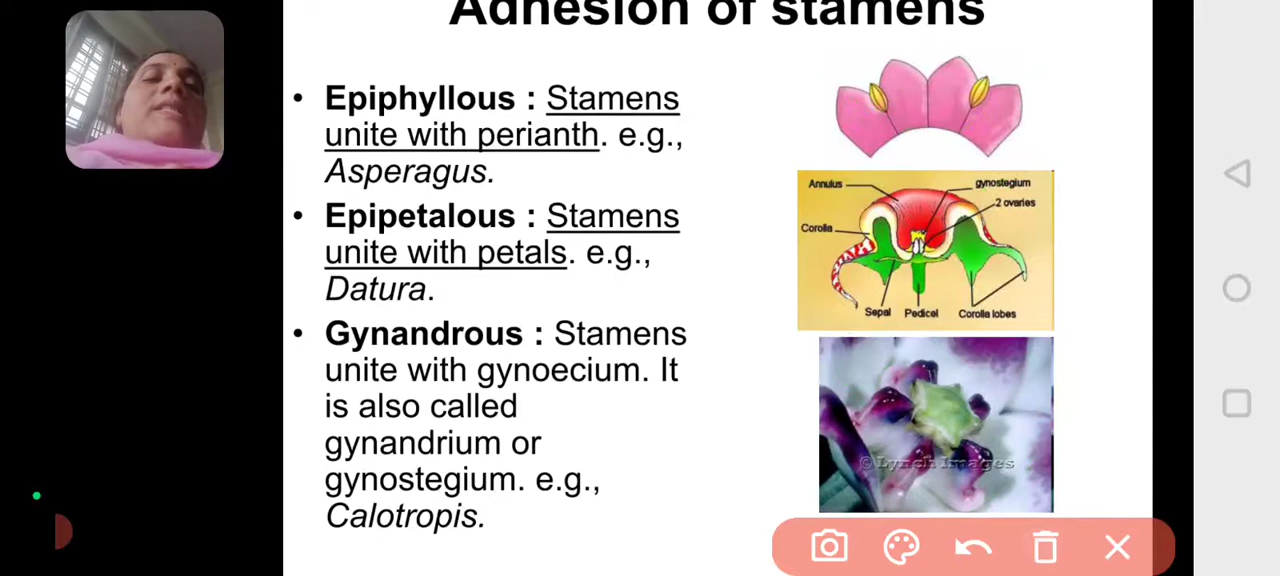 Adhesion of stamens
• Epiphyllous : Stamens
unite with perianth. e.g.,
Asperagus.
• Epipetalous : Stamens
unite with petals. e.g.,
Datura.
• Gynandrous : Stamens
unite with gynoecium. It
is also called
gynandrium or
gynostegium. e.g.,
Calotropis.
Annulus
gynostegium
2 ovaries
Corolla
Sepal Pedicel Corolla lobes
© Lynch Images